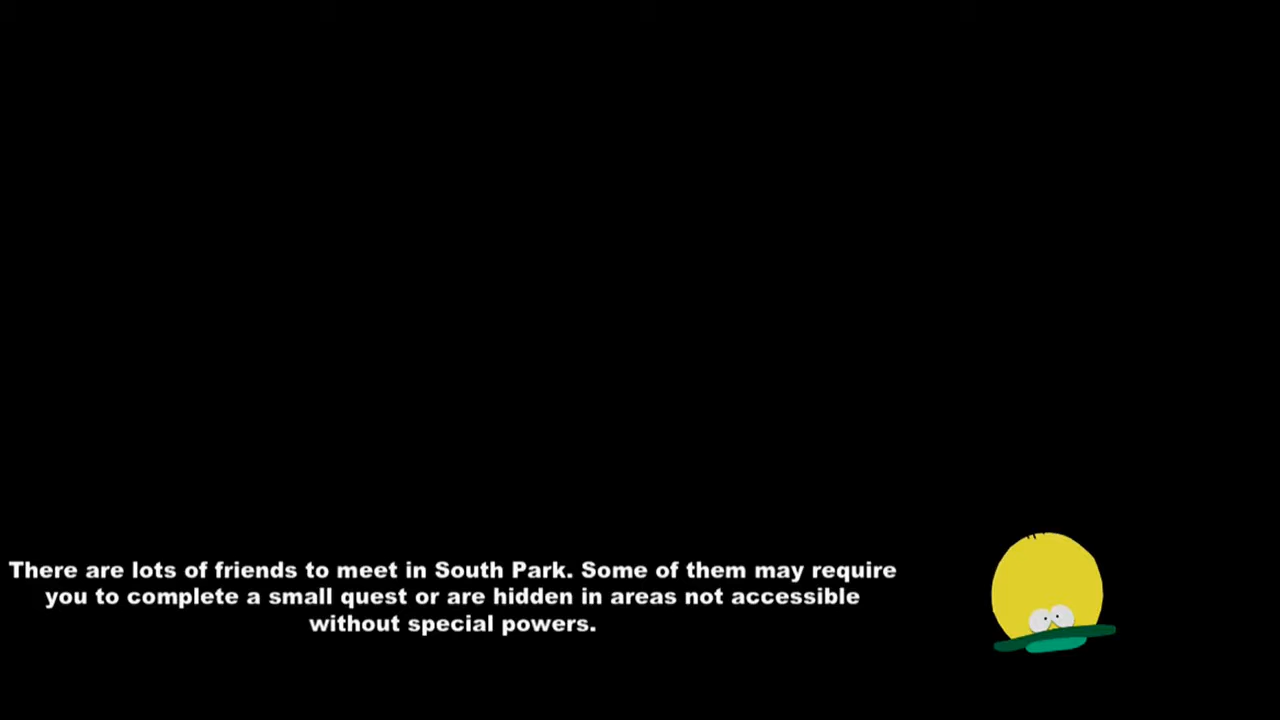 There are lots of friends to meet in South Park. Some of them may require
you to complete a small quest or are hidden in areas not accessible
without special powers.